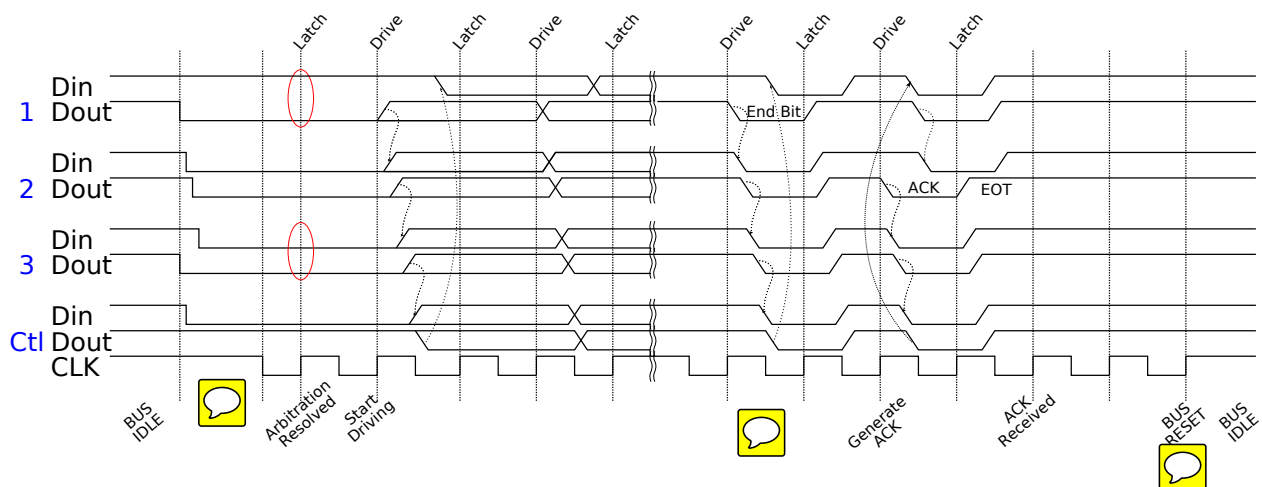 Latch
Drive
Latch
Drive
Latch
Drive
Latch
Drive
Latch
Din
1 Dout
End Bit
Din
2 Dout
ACK
EOT
Din
3 Dout
Din
Ctl Dout
CLK
BUS
IDLE
Arbitration
Resolved
Start
Driving
Generate
ACK
ACK
Received
BUS
RESET
BUS
IDLE